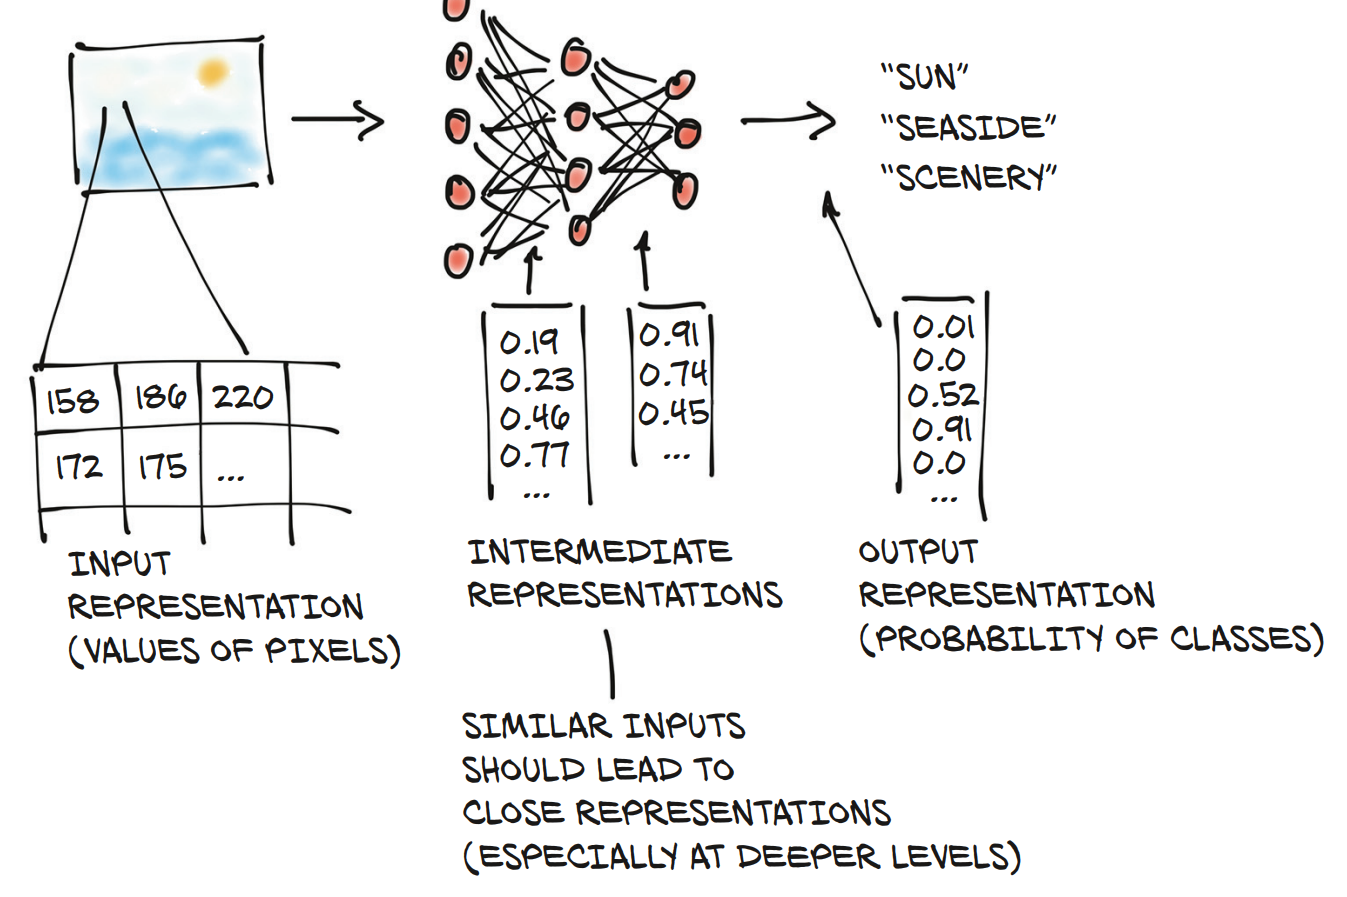 "SUN"
"SEASIDE"
"SCENERY"
158 186 220
172 175 ...
INPUT
REPRESENTATION
(VALUES OF PIXELS)
0.19
0.23
0.46
0.77
...
0.91
0.74
0.45
...
INTERMEDIATE
REPRESENTATIONS
0.01
0.0
0.52
0.91
0.0
...
OUTPUT
REPRESENTATION
(PROBABILITY OF CLASSES)
SIMILAR INPUTS
SHOULD LEAD TO
CLOSE REPRESENTATIONS
(ESPECIALLY AT DEEPER LEVELS)